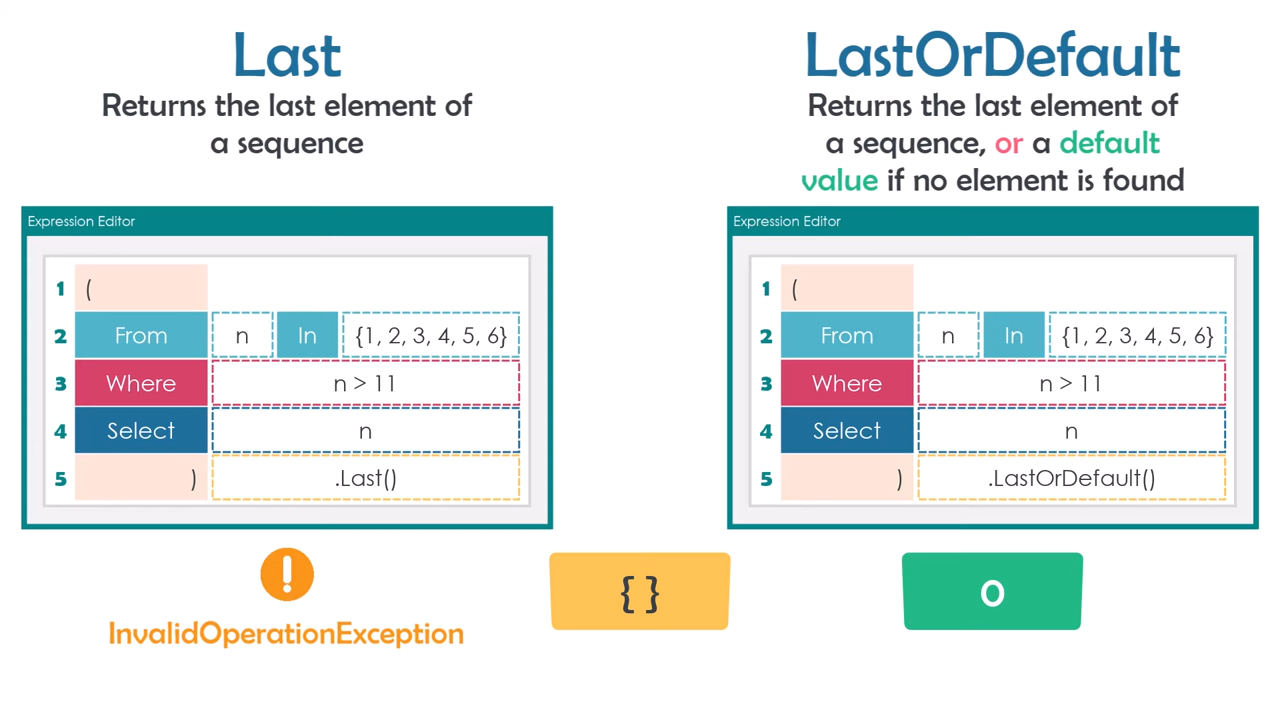 Last
Returns the last element of
a sequence
Expression Editor
1 (
2 From n In {1, 2, 3, 4, 5, 6}
3 Where n > 11
4 Select n
5 ) .Last()
InvalidOperationException
{ }
LastOrDefault
Returns the last element of
a sequence, or a default
value if no element is found
Expression Editor
1 (
2 From n In {1, 2, 3, 4, 5, 6}
3 Where n > 11
4 Select n
5 ) .LastOrDefault()
0